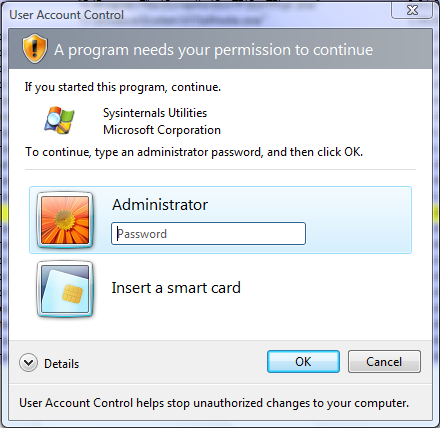 User Account Control
A program needs your permission to continue
If you started this program, continue.
Sysinternals Utilities
Microsoft Corporation
To continue, type an administrator password, and then click OK.
Administrator
Password
Insert a smart card
Details
OK
Cancel
User Account Control helps stop unauthorized changes to your computer.